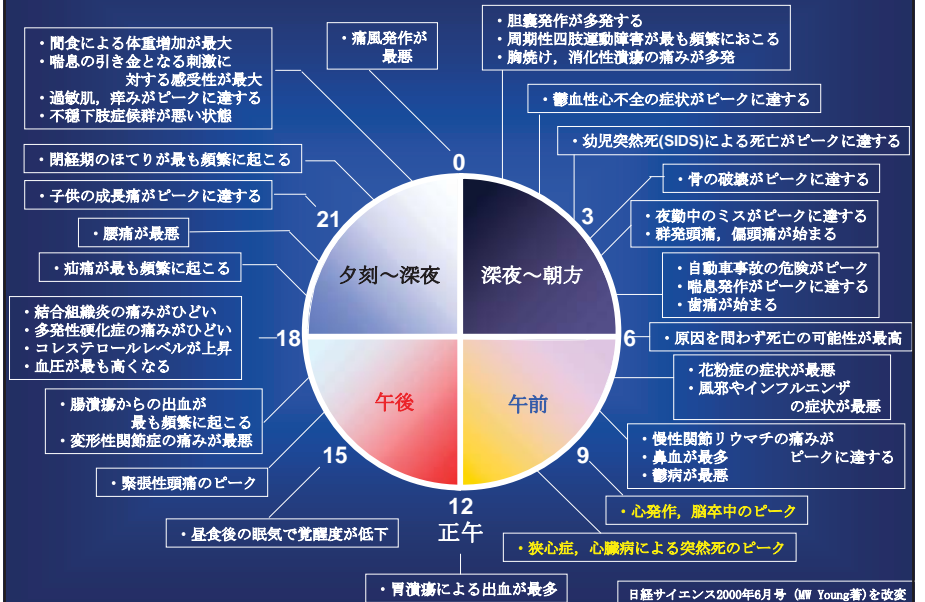 ・間食による体重増加が最大
・喘息の引き金となる刺激に
対する感受性が最大
・過敏肌，痒みがピークに達する
・不穏下肢症候群が悪い状態
・痛風発作が
最悪
・胆嚢発作が多発する
・周期性四肢運動障害が最も頻繁におこる
・胸焼け，消化性潰瘍の痛みが多発
・鬱血性心不全の症状がピークに達する
・幼児突然死(SIDS)による死亡がピークに達する
・閉経期のほてりが最も頻繁に起こる
0
・骨の破壊がピークに達する
・子供の成長痛がピークに達する
21
3
・夜勤中のミスがピークに達する
・群発頭痛，偏頭痛が始まる
・腰痛が最悪
・疝痛が最も頻繁に起こる
夕刻～深夜
深夜～朝方
・自動車事故の危険がピーク
・喘息発作がピークに達する
・歯痛が始まる
・結合組織炎の痛みがひどい
・多発性硬化症の痛みがひどい
・コレステロールレベルが上昇
・血圧が最も高くなる
18
6
・原因を問わず死亡の可能性が最高
・花粉症の症状が最悪
・風邪やインフルエンザ
の症状が最悪
・腸潰瘍からの出血が
最も頻繁に起こる
・変形性関節症の痛みが最悪
午後
午前
・慢性関節リウマチの痛みが
・鼻血が最多 ピークに達する
・鬱病が最悪
15
9
・緊張性頭痛のピーク
・心発作，脳卒中のピーク
12
正午
・昼食後の眠気で覚醒度が低下
・狭心症，心臓病による突然死のピーク
・胃潰瘍による出血が最多
日経サイエンス2000年6月号 (MW Young著)を改変